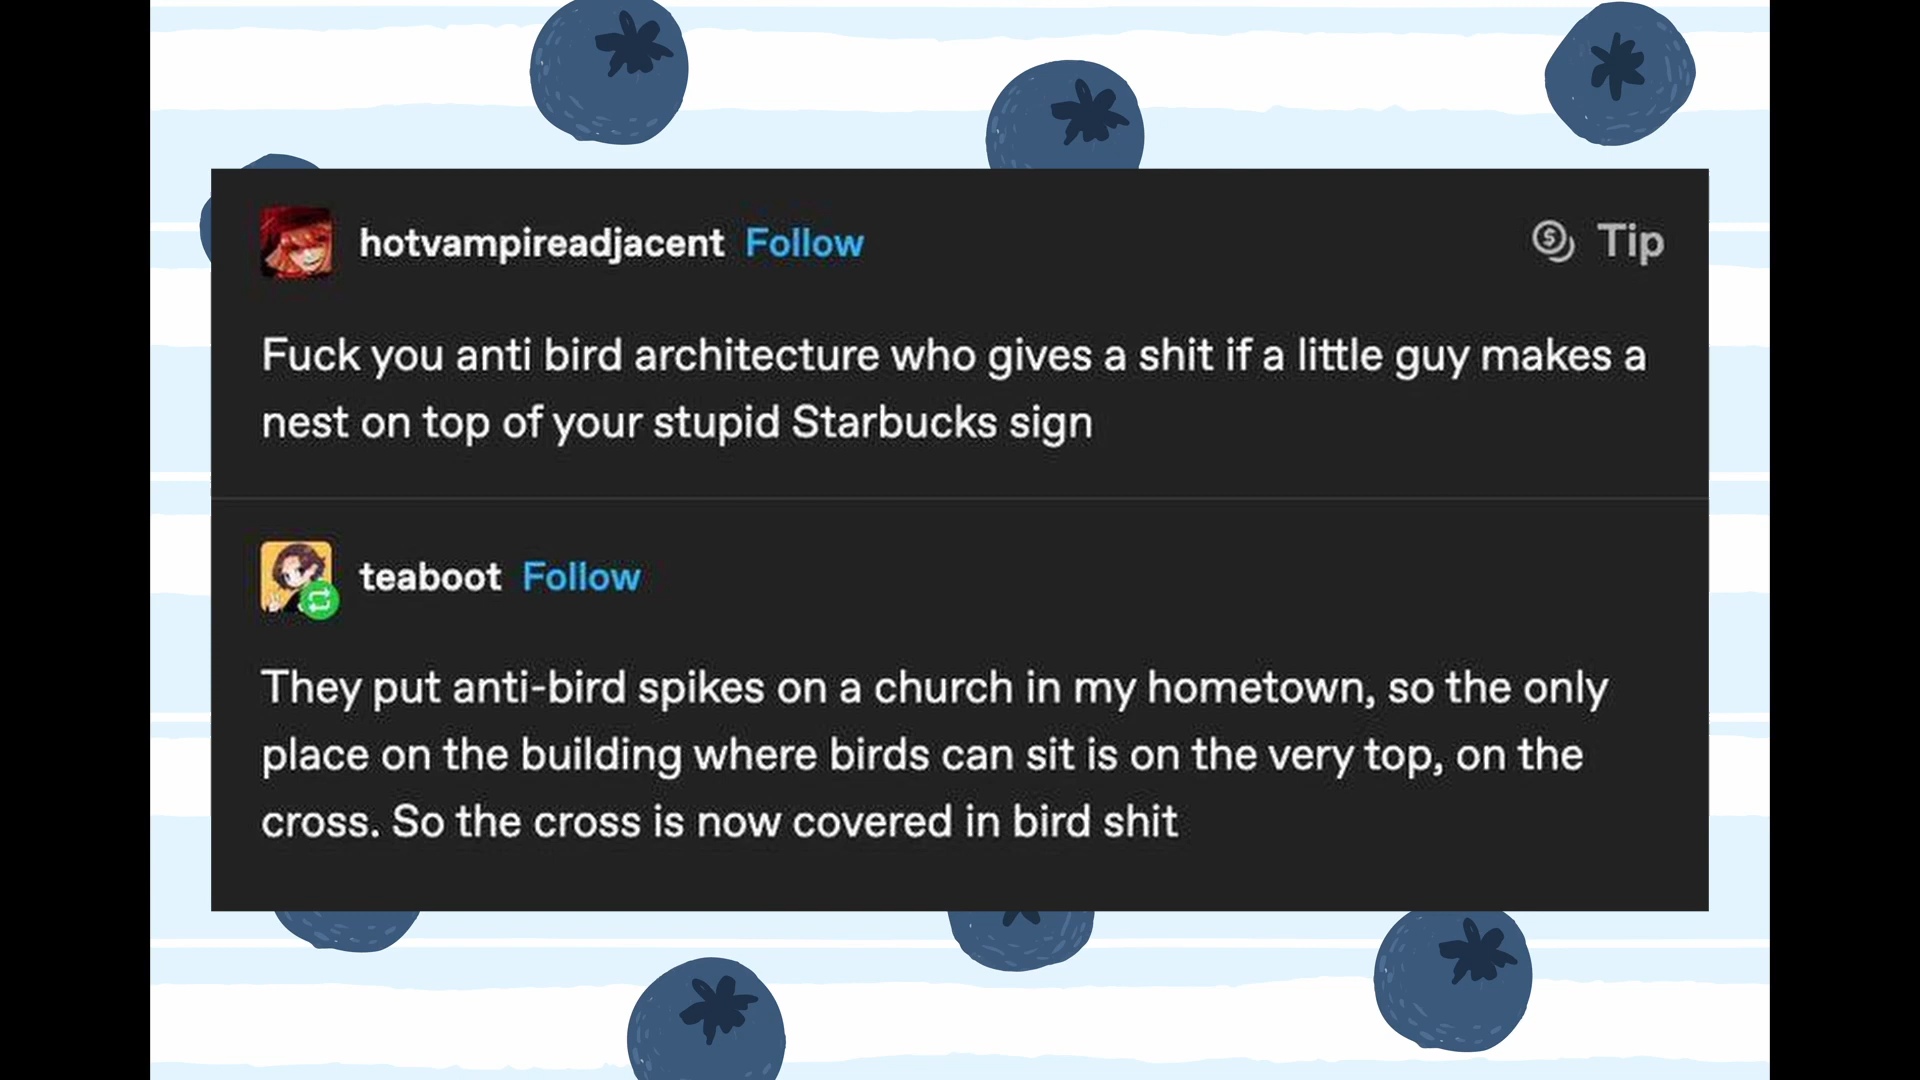 hotvampireadjacent Follow
Tip
Fuck you anti bird architecture who gives a shit if a little guy makes a
nest on top of your stupid Starbucks sign
teaboot Follow
They put anti-bird spikes on a church in my hometown, so the only
place on the building where birds can sit is on the very top, on the
cross. So the cross is now covered in bird shit